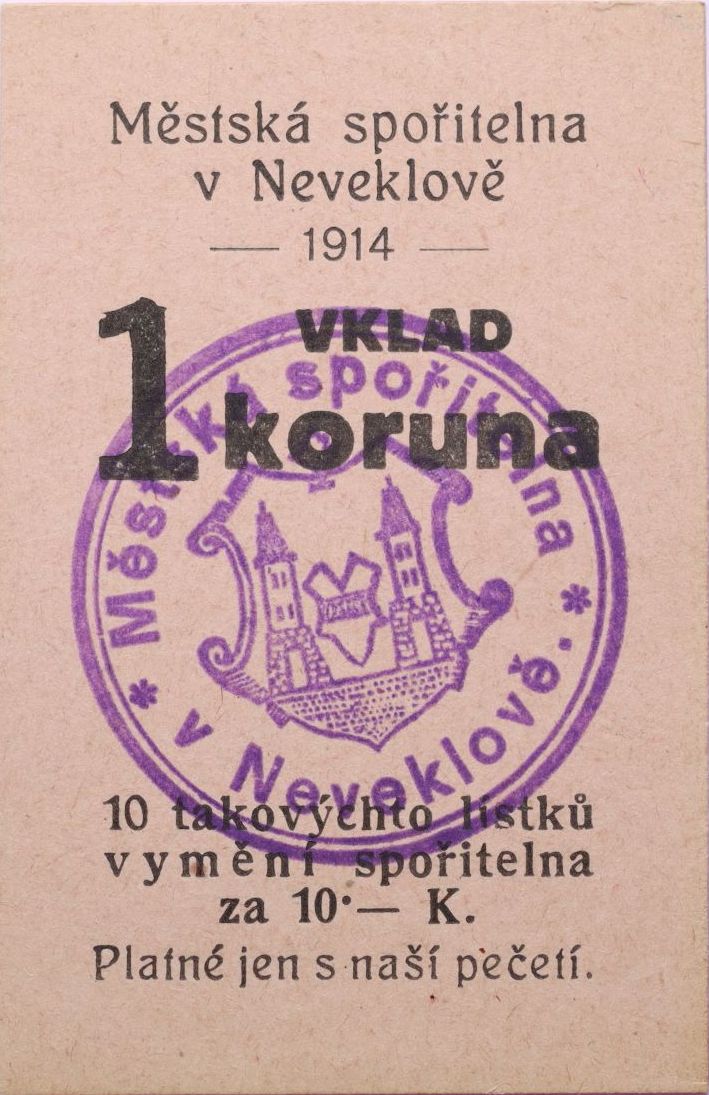 Městská spořitelna
v Neveklově
— 1914 —
VKLAD
1 koruna
Městská spořitelna
* v Neveklově. *
10 takovýchto lístků
vymění spořitelna
za 10·— K.
Platné jen s naší pečetí.